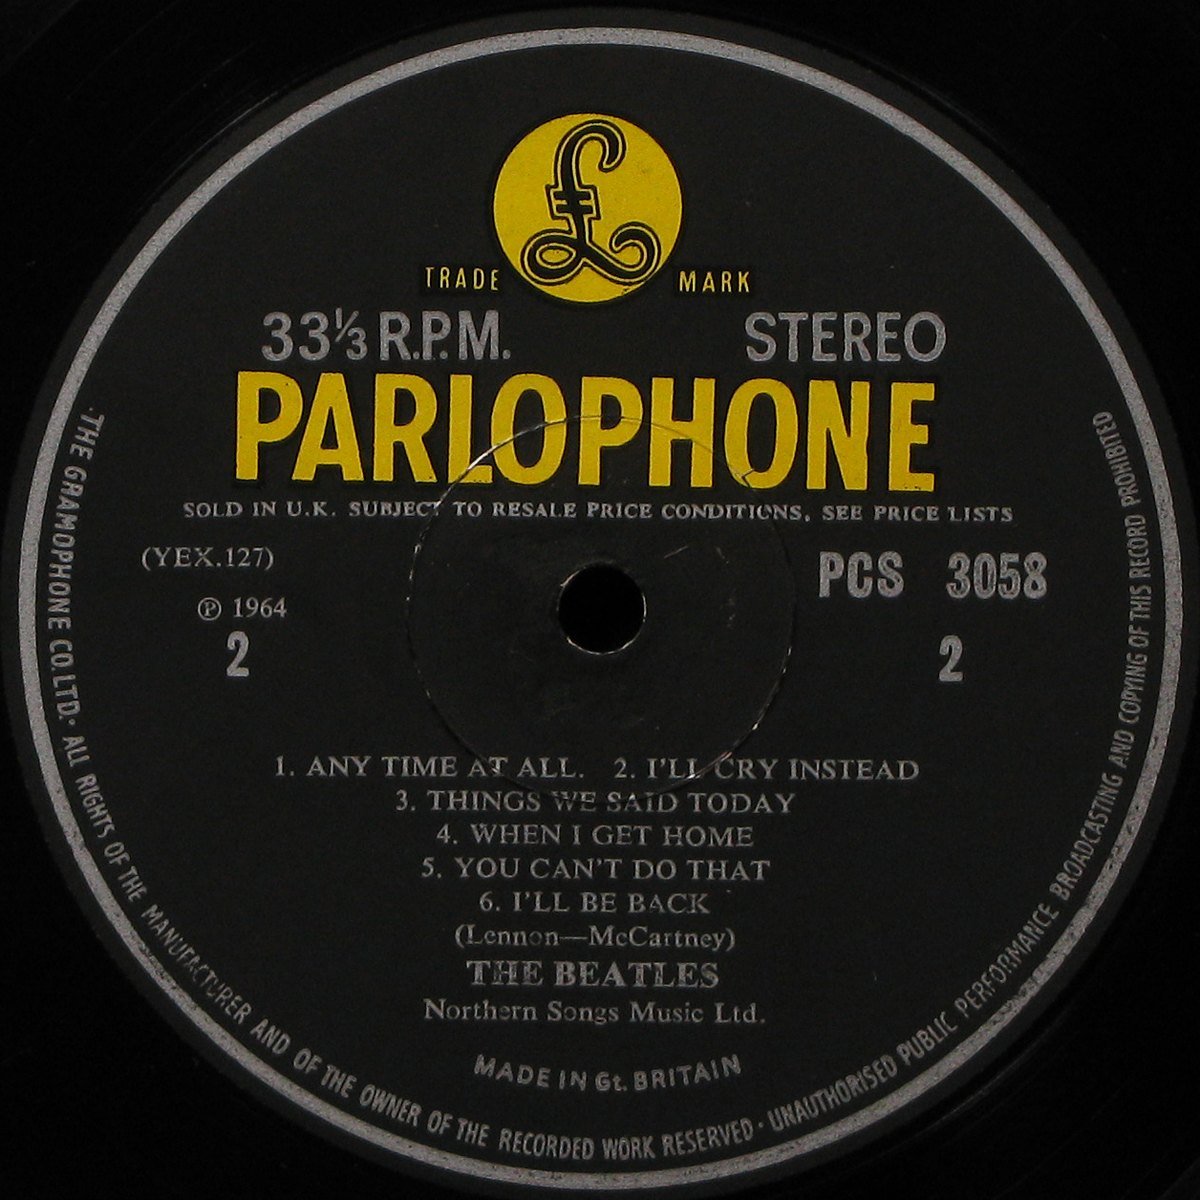 £
TRADE MARK
33⅓ R.P.M. STEREO
PARLOPHONE
SOLD IN U.K. SUBJECT TO RESALE PRICE CONDITIONS, SEE PRICE LISTS
(YEX.127) PCS 3058
℗ 1964
2 2
1. ANY TIME AT ALL. 2. I'LL CRY INSTEAD
3. THINGS WE SAID TODAY
4. WHEN I GET HOME
5. YOU CAN'T DO THAT
6. I'LL BE BACK
(Lennon—McCartney)
THE BEATLES
Northern Songs Music Ltd.
MADE IN Gt. BRITAIN
·THE GRAMOPHONE CO.LTD.· ALL RIGHTS OF THE MANUFACTURER AND OF THE OWNER OF THE RECORDED WORK RESERVED · UNAUTHORISED PUBLIC PERFORMANCE BROADCASTING AND COPYING OF THIS RECORD PROHIBITED